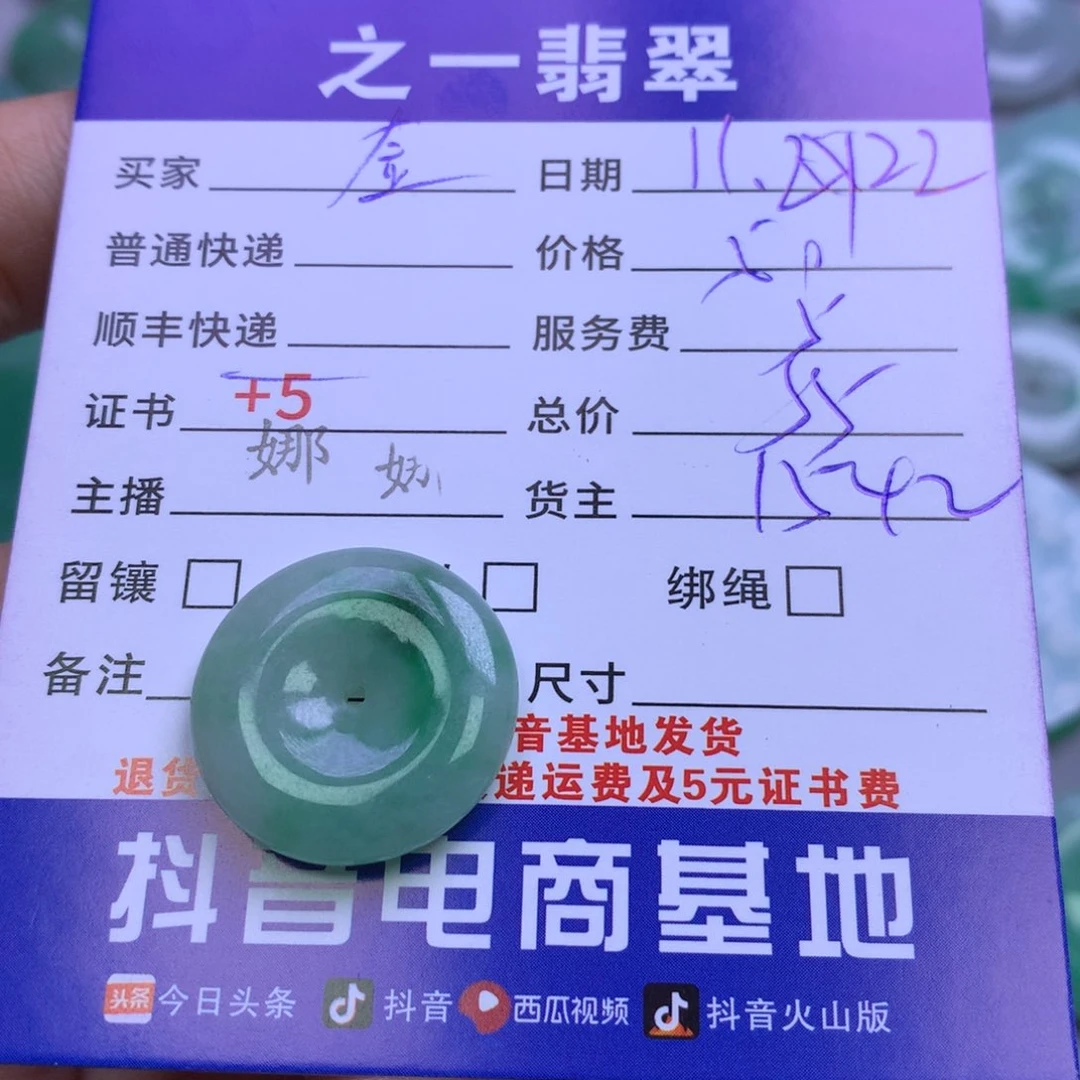 之一翡翠
买家 日期 11.
普通快递 价格
顺丰快递 服务费
证书 +5 总价
主播 娜 货主 1542
留镶 绑绳
备注 尺寸
音基地发货
退货 递运费及5元证书费
抖音电商基地
头条 今日头条 抖音 西瓜视频 抖音火山版